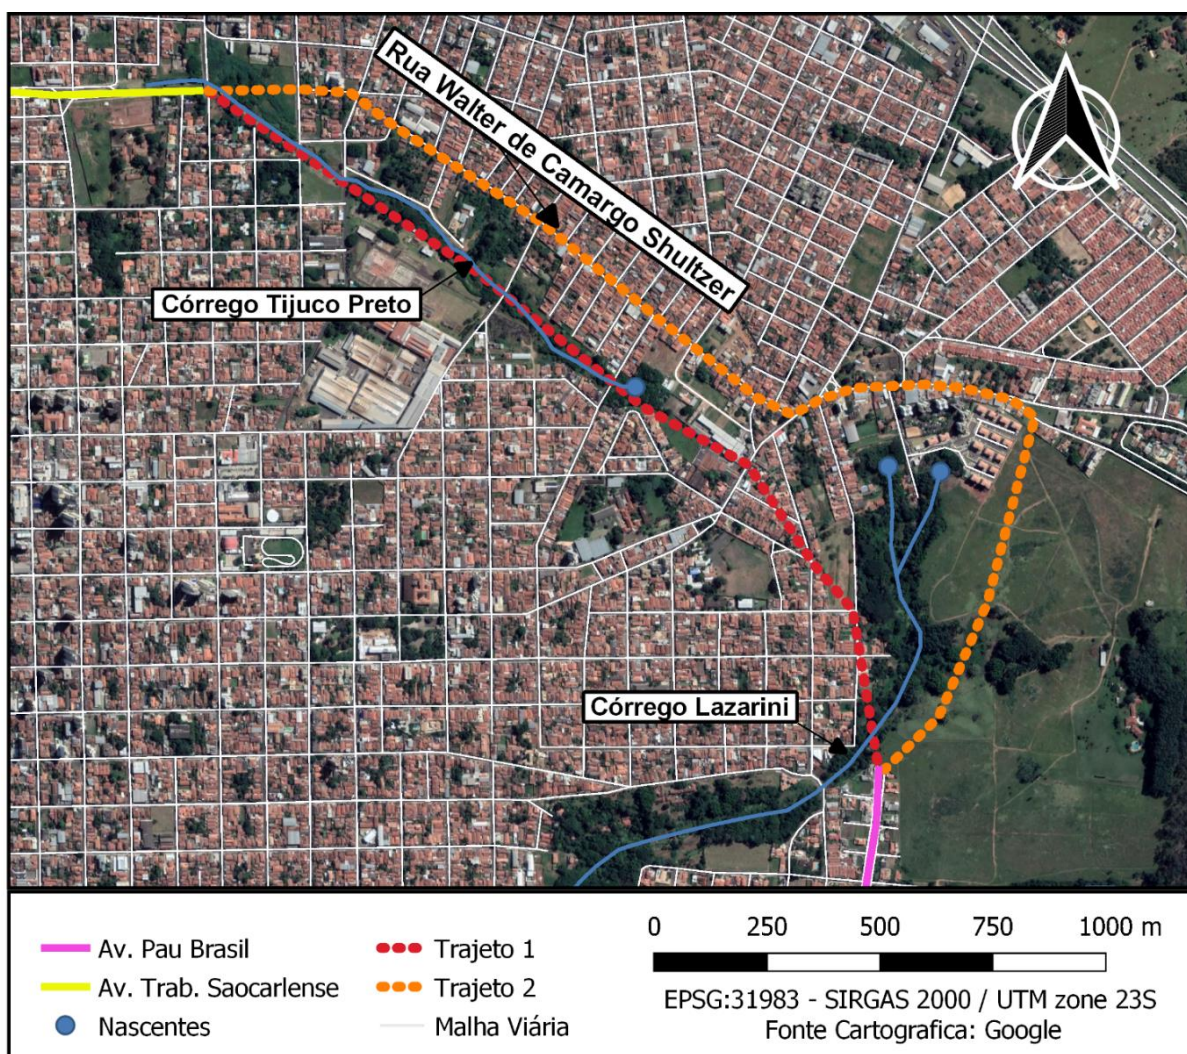 Rua Walter de Camargo Shultzer
Córrego Tijuco Preto
Córrego Lazarini
Av. Pau Brasil
Av. Trab. Saocarlense
Nascentes
Trajeto 1
Trajeto 2
Malha Viária
0 250 500 750 1000 m
EPSG:31983 - SIRGAS 2000 / UTM zone 23S
Fonte Cartografica: Google